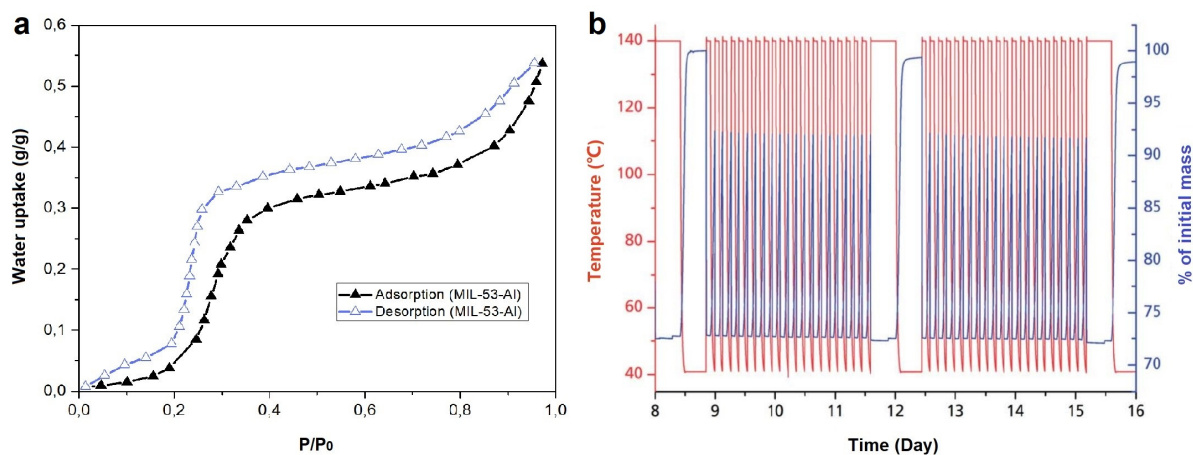 a
0,6
0,5
0,4
0,3
0,2
0,1
0,0
Water uptake (g/g)
Adsorption (MIL-53-Al)
Desorption (MIL-53-Al)
0,0 0,2 0,4 0,6 0,8 1,0
P/P0
b
140
120
100
80
60
40
Temperature (℃)
100
95
90
85
80
75
70
% of initial mass
8 9 10 11 12 13 14 15 16
Time (Day)